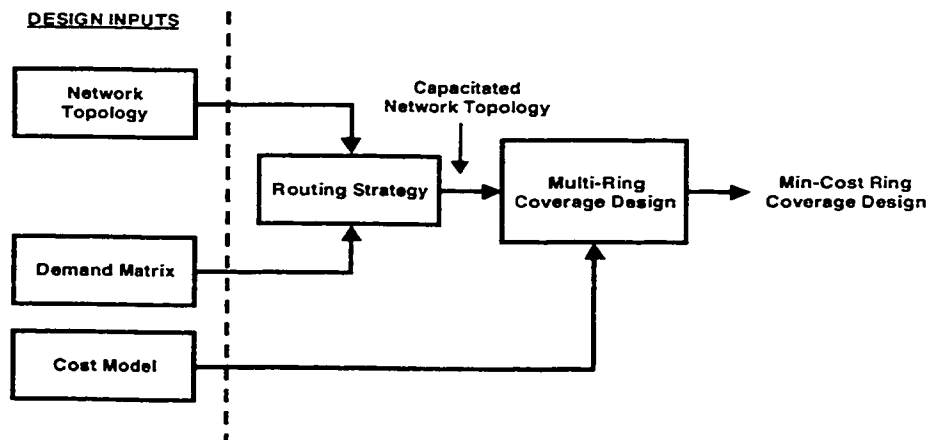 DESIGN INPUTS
Network
Topology
Capacitated
Network Topology
Routing Strategy
Multi-Ring
Coverage Design
Min-Cost Ring
Coverage Design
Demand Matrix
Cost Model